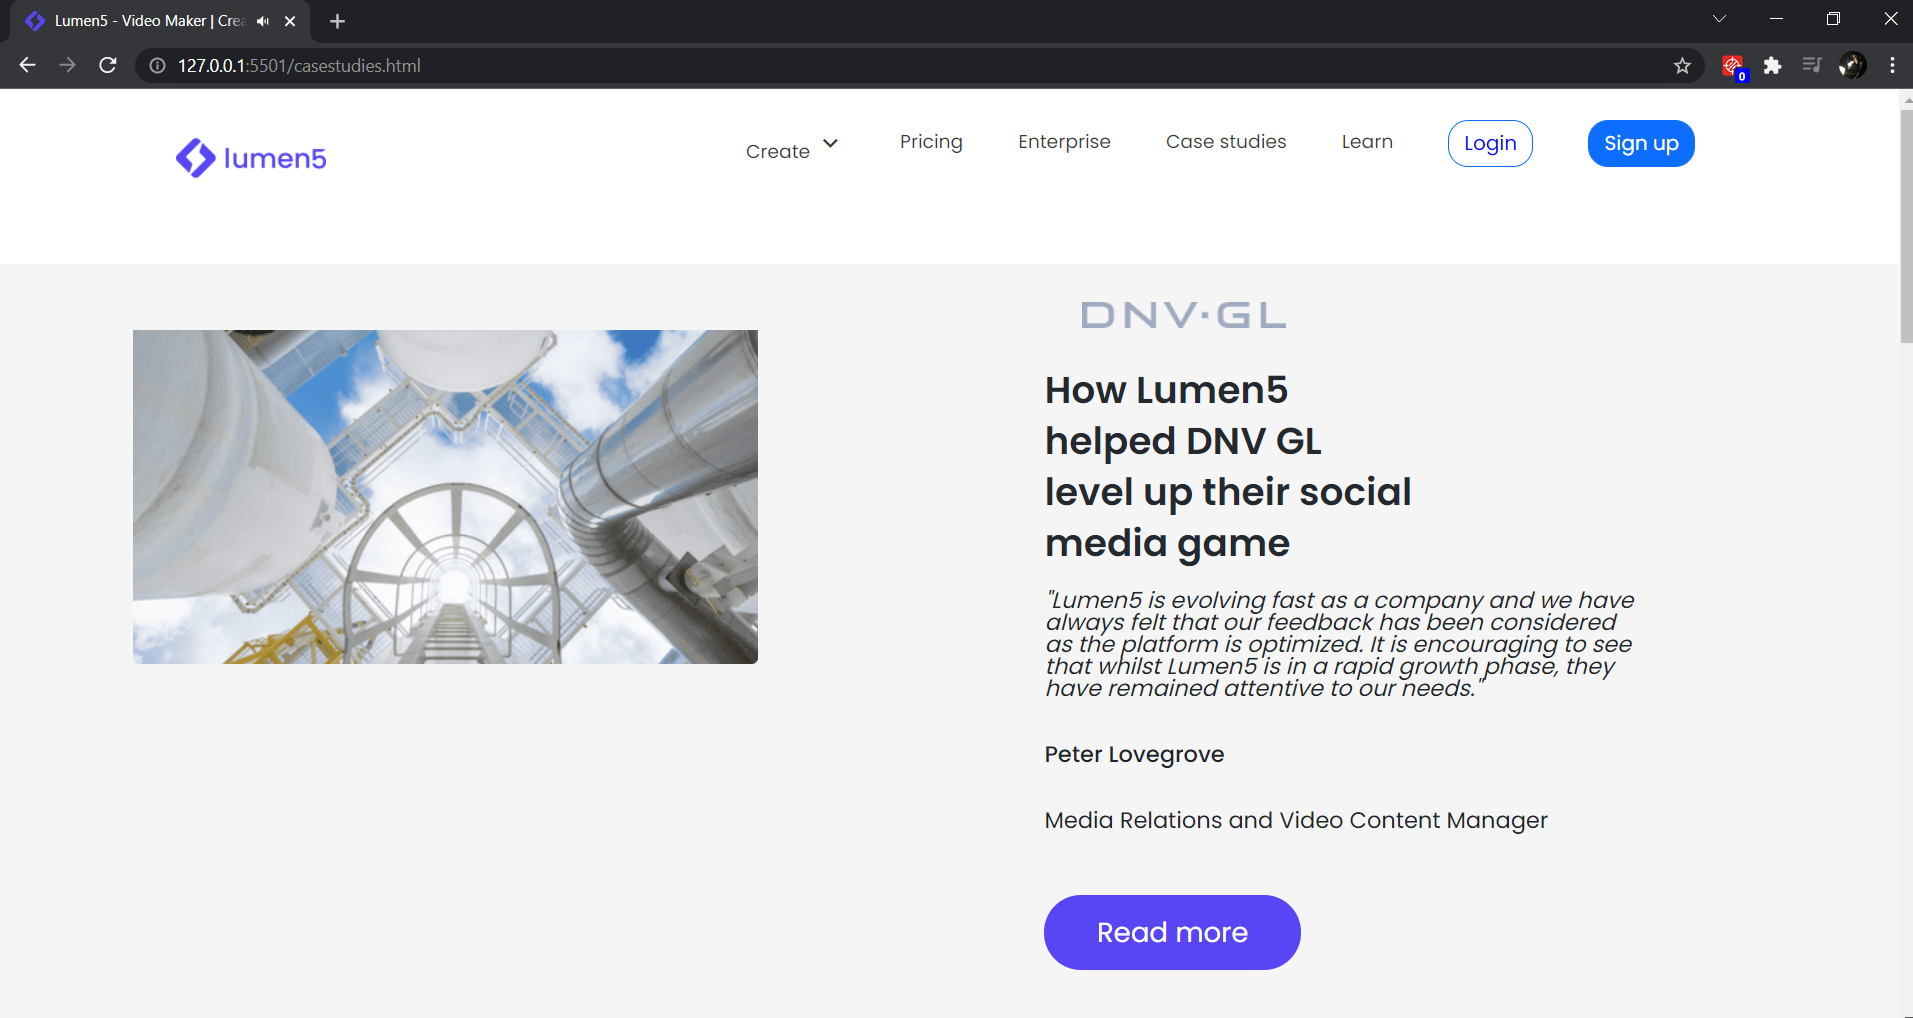 Lumen5 - Video Maker | Crea
127.0.0.1:5501/casestudies.html
0
lumen5
Create
Pricing
Enterprise
Case studies
Learn
Login
Sign up
DNV·GL
How Lumen5
helped DNV GL
level up their social
media game
"Lumen5 is evolving fast as a company and we have
always felt that our feedback has been considered
as the platform is optimized. It is encouraging to see
that whilst Lumen5 is in a rapid growth phase, they
have remained attentive to our needs."
Peter Lovegrove
Media Relations and Video Content Manager
Read more